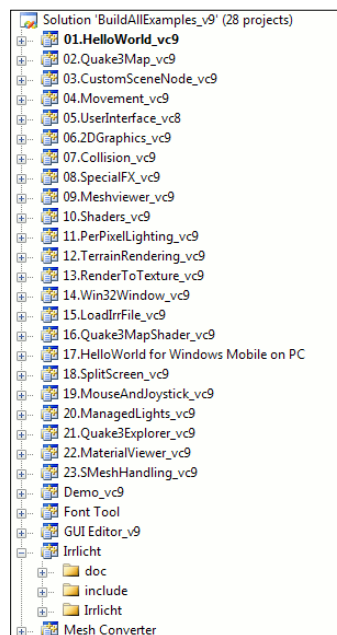 Solution 'BuildAllExamples_v9' (28 projects)
01.HelloWorld_vc9
02.Quake3Map_vc9
03.CustomSceneNode_vc9
04.Movement_vc9
05.UserInterface_vc8
06.2DGraphics_vc9
07.Collision_vc9
08.SpecialFX_vc9
09.Meshviewer_vc9
10.Shaders_vc9
11.PerPixelLighting_vc9
12.TerrainRendering_vc9
13.RenderToTexture_vc9
14.Win32Window_vc9
15.LoadIrrFile_vc9
16.Quake3MapShader_vc9
17.HelloWorld for Windows Mobile on PC
18.SplitScreen_vc9
19.MouseAndJoystick_vc9
20.ManagedLights_vc9
21.Quake3Explorer_vc9
22.MaterialViewer_vc9
23.SMeshHandling_vc9
Demo_vc9
Font Tool
GUI Editor_v9
Irrlicht
doc
include
Irrlicht
Mesh Converter